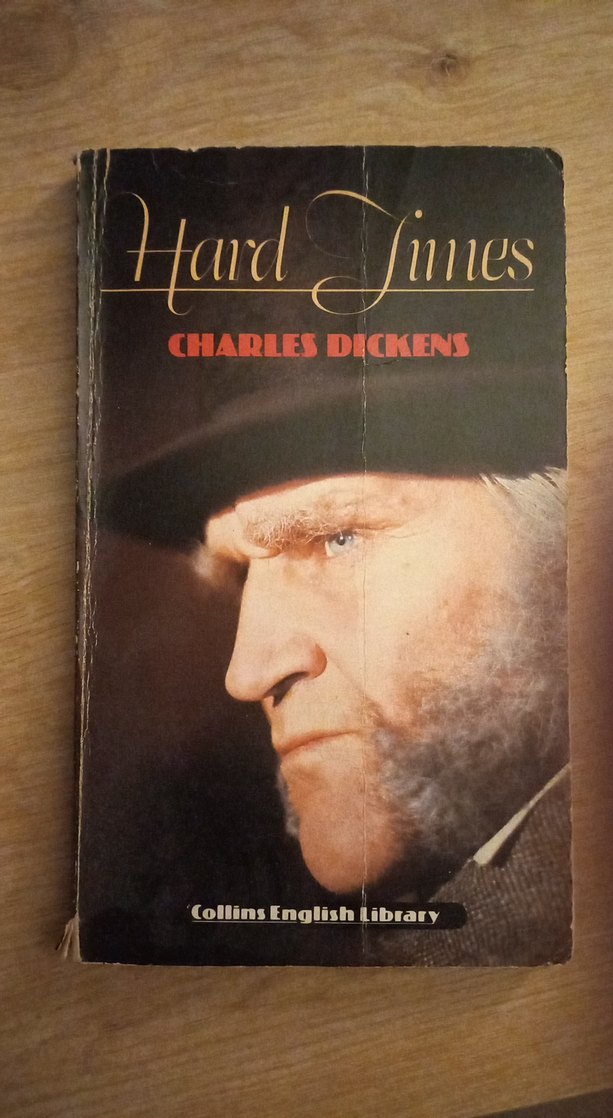 Hard Times
CHARLES DICKENS
Collins English Library